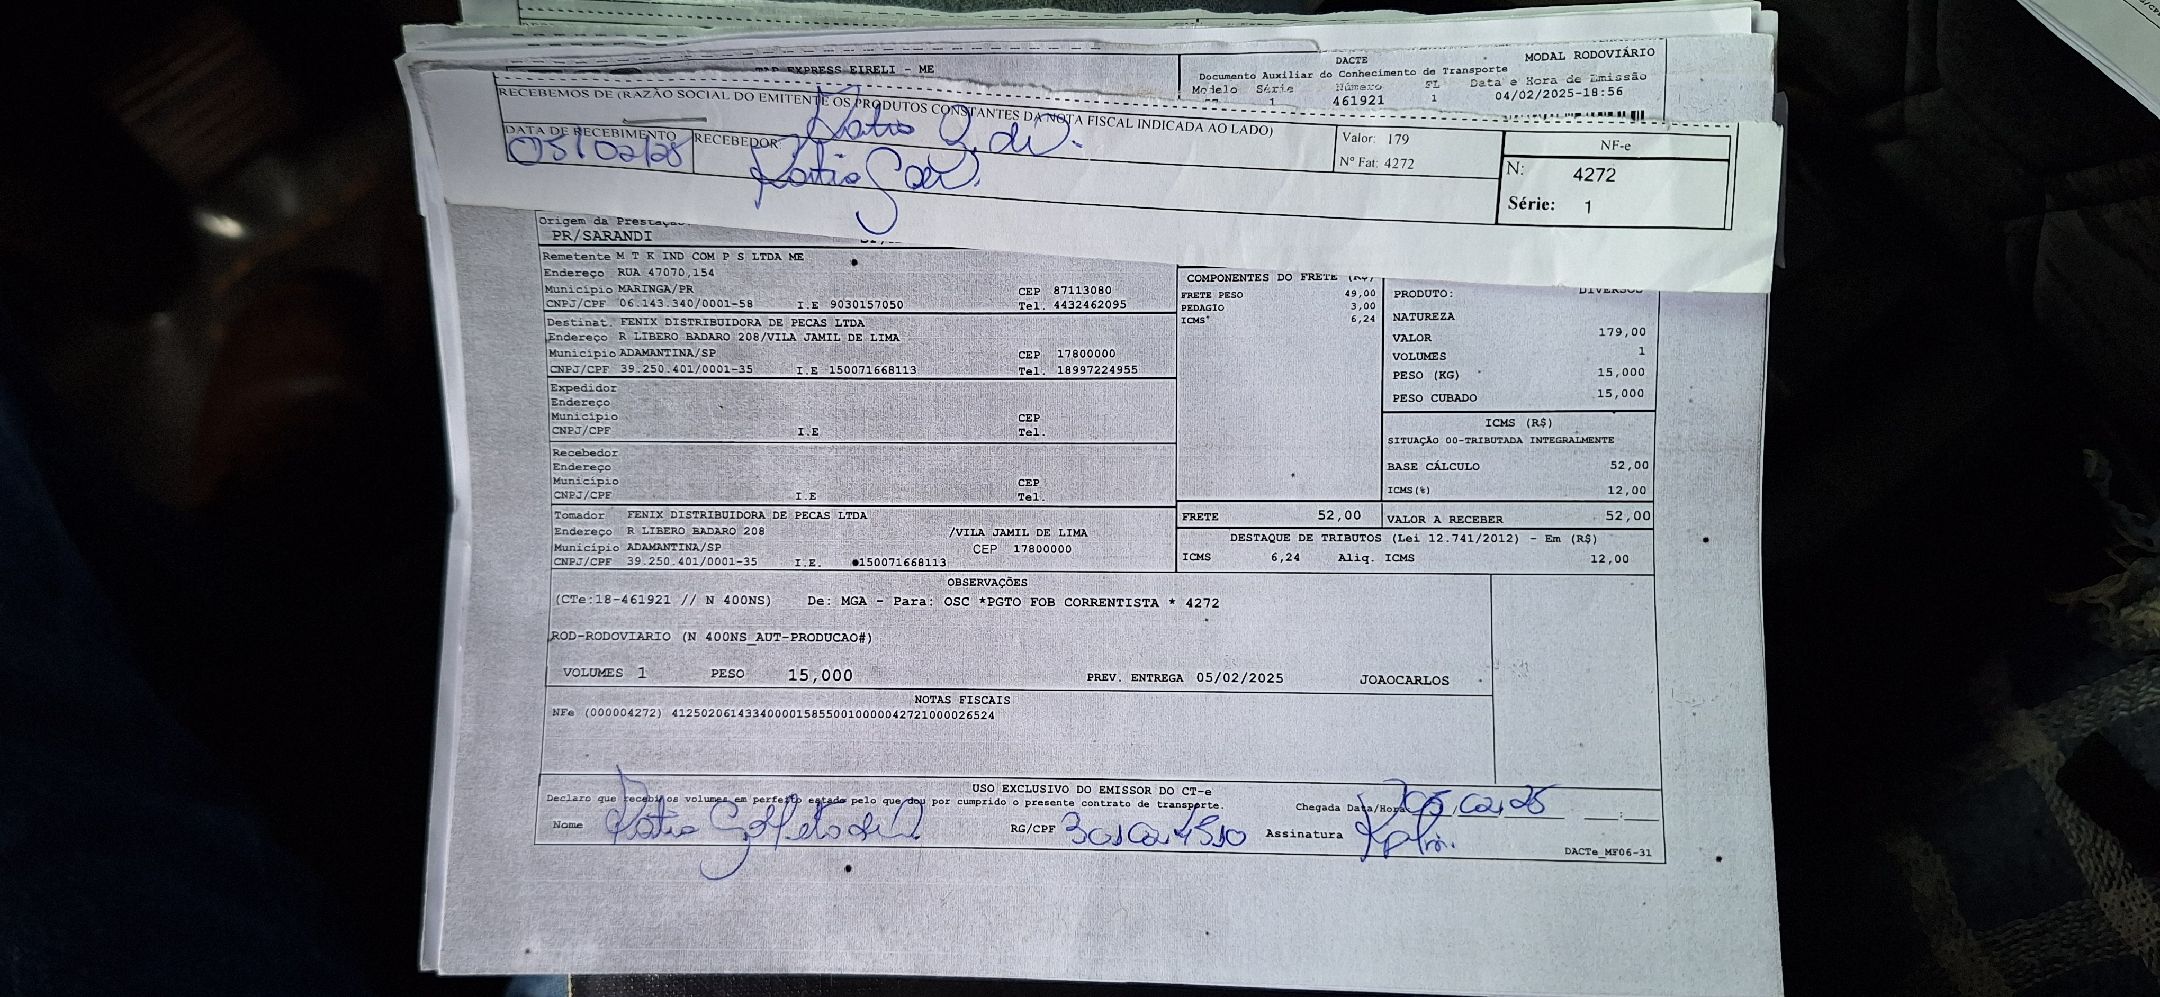 EXPRESS EIRELI - ME
DACTE
MODAL RODOVIÁRIO
Documento Auxiliar do Conhecimento de Transporte
Modelo Série Número FL Data e Hora de Emissão
1 461921 1 04/02/2025-18:56
RECEBEMOS DE (RAZÃO SOCIAL DO EMITENTE OS PRODUTOS CONSTANTES DA NOTA FISCAL INDICADA AO LADO)
DATA DE RECEBIMENTO RECEBEDOR:
Valor: 179
Nº Fat: 4272
NF-e
N: 4272
Série: 1
Origem da
PR/SARANDI
Remetente M T K IND COM P S LTDA ME
Endereço RUA 47070,154
Município MARINGA/PR CEP 87113080
CNPJ/CPF 06.143.340/0001-58 I.E 9030157050 Tel. 4432462095
Destinat. FENIX DISTRIBUIDORA DE PECAS LTDA
Endereço R LIBERO BADARO 208/VILA JAMIL DE LIMA
Município ADAMANTINA/SP CEP 17800000
CNPJ/CPF 39.250.401/0001-35 I.E 150071668113 Tel. 18997224955
Expedidor
Endereço
Município CEP
CNPJ/CPF I.E Tel.
Recebedor
Endereço
Município CEP
CNPJ/CPF I.E Tel.
Tomador FENIX DISTRIBUIDORA DE PECAS LTDA
Endereço R LIBERO BADARO 208 /VILA JAMIL DE LIMA
Município ADAMANTINA/SP CEP 17800000
CNPJ/CPF 39.250.401/0001-35 I.E. 150071668113
COMPONENTES DO FRETE
FRETE PESO 49,00
PEDAGIO 3,00
ICMS* 6,24
FRETE 52,00
PRODUTO: DIVERSOS
NATUREZA
VALOR 179,00
VOLUMES 1
PESO (KG) 15,000
PESO CUBADO 15,000
ICMS (R$)
SITUAÇÃO 00-TRIBUTADA INTEGRALMENTE
BASE CÁLCULO 52,00
ICMS(%) 12,00
VALOR A RECEBER 52,00
DESTAQUE DE TRIBUTOS (Lei 12.741/2012) - Em (R$)
ICMS 6,24 Aliq. ICMS 12,00
OBSERVAÇÕES
(CTe:18-461921 // N 400NS) De: MGA - Para: OSC *PGTO FOB CORRENTISTA * 4272
ROD-RODOVIARIO (N 400NS_AUT-PRODUCAO#)
VOLUMES 1 PESO 15,000 PREV. ENTREGA 05/02/2025 JOAOCARLOS
NOTAS FISCAIS
NFe (000004272) 41250206143340000158550010000042721000026524
USO EXCLUSIVO DO EMISSOR DO CT-e
Declaro que recebi os volumes em perfeito estado pelo que dou por cumprido o presente contrato de transporte.
Chegada Data/Hora 05,02,25 __:__
Nome RG/CPF Assinatura
DACTe_MF06-31